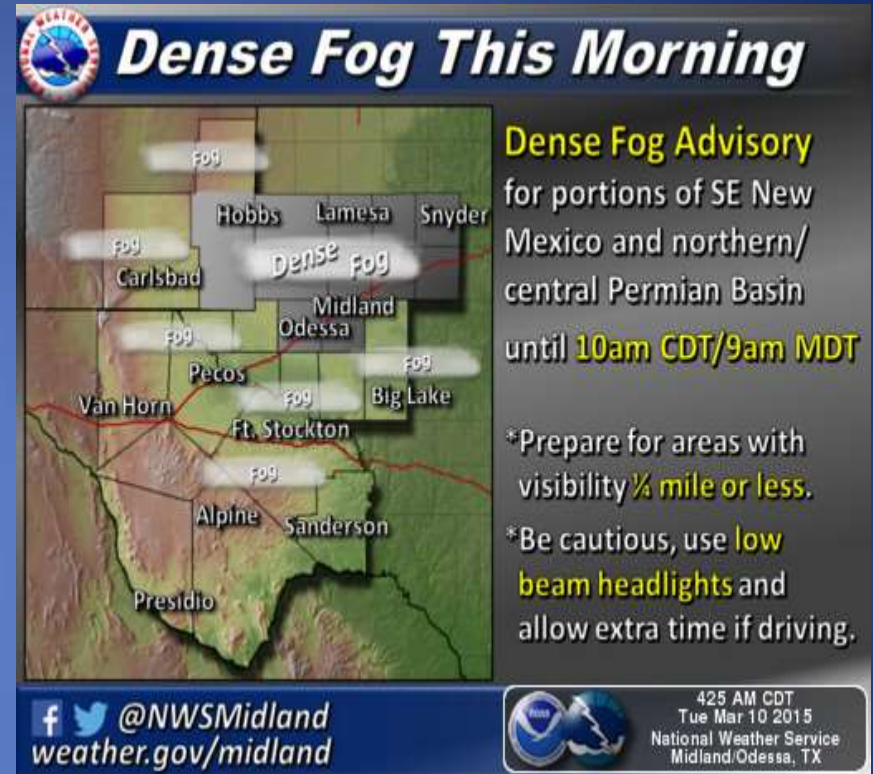 Dense Fog This Morning
Fog
Hobbs Lamesa Snyder
Fog
Dense Fog
Carlsbad
Midland
Odessa
Fog
Fog
Pecos
Big Lake
Van Horn
Fog
Ft. Stockton
Fog
Alpine
Sanderson
Presidio
Dense Fog Advisory
for portions of SE New
Mexico and northern/
central Permian Basin
until 10am CDT/9am MDT
*Prepare for areas with
visibility ¼ mile or less.
*Be cautious, use low
beam headlights and
allow extra time if driving.
@NWSMidland
weather.gov/midland
425 AM CDT
Tue Mar 10 2015
National Weather Service
Midland/Odessa, TX